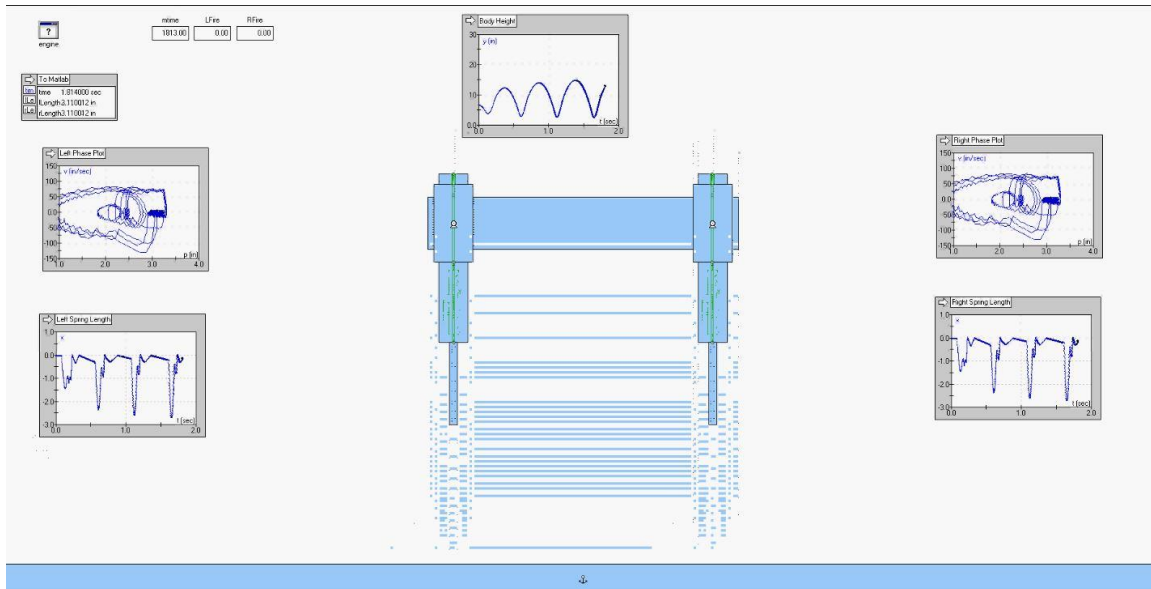 mtime LFire RFire
1813.00 0.00 0.00
?
engine
To Matlab
time 1.814000 sec
lLength 3.110012 in
rLength 3.110012 in
Body Height
y (in)
30
20
10
0.0
0.0 1.0 2.0
t (sec)
Left Phase Plot
v (in/sec)
150
100
50
0.0
-50
-100
-150
1.0 2.0 3.0 4.0
p (in)
Right Phase Plot
v (in/sec)
150
100
50
0.0
-50
-100
-150
1.0 2.0 3.0 4.0
p (in)
Left Spring Length
x
1.0
0.0
-1.0
-2.0
-3.0
0.0 1.0 2.0
t (sec)
Right Spring Length
x
1.0
0.0
-1.0
-2.0
-3.0
0.0 1.0 2.0
t (sec)